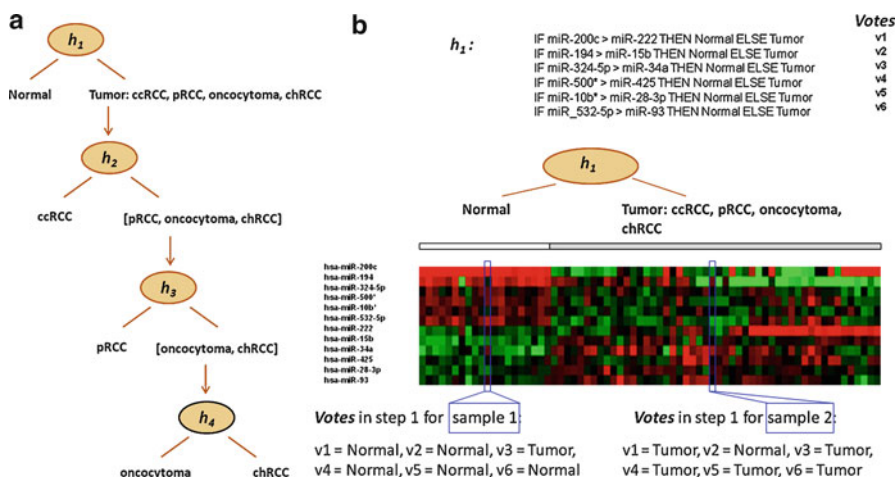 a
h1
Normal
Tumor: ccRCC, pRCC, oncocytoma, chRCC
h2
ccRCC
[pRCC, oncocytoma, chRCC]
h3
pRCC
[oncocytoma, chRCC]
h4
oncocytoma
chRCC
b
Votes
h1 :
IF miR-200c > miR-222 THEN Normal ELSE Tumor
v1
IF miR-194 > miR-15b THEN Normal ELSE Tumor
v2
IF miR-324-5p > miR-34a THEN Normal ELSE Tumor
v3
IF miR-500* > miR-425 THEN Normal ELSE Tumor
v4
IF miR-10b* > miR-28-3p THEN Normal ELSE Tumor
v5
IF miR_532-5p > miR-93 THEN Normal ELSE Tumor
v6
h1
Normal
Tumor: ccRCC, pRCC, oncocytoma,
chRCC
hsa-miR-200c
hsa-miR-194
hsa-miR-324-5p
hsa-miR-500*
hsa-miR-10b*
hsa-miR-532-5p
hsa-miR-222
hsa-miR-15b
hsa-miR-34a
hsa-miR-425
hsa-miR-28-3p
hsa-miR-93
Votes in step 1 for sample 1:
v1 = Normal, v2 = Normal, v3 = Tumor,
v4 = Normal, v5 = Normal, v6 = Normal
Votes in step 1 for sample 2:
v1 = Tumor, v2 = Normal, v3 = Tumor,
v4 = Tumor, v5 = Tumor, v6 = Tumor